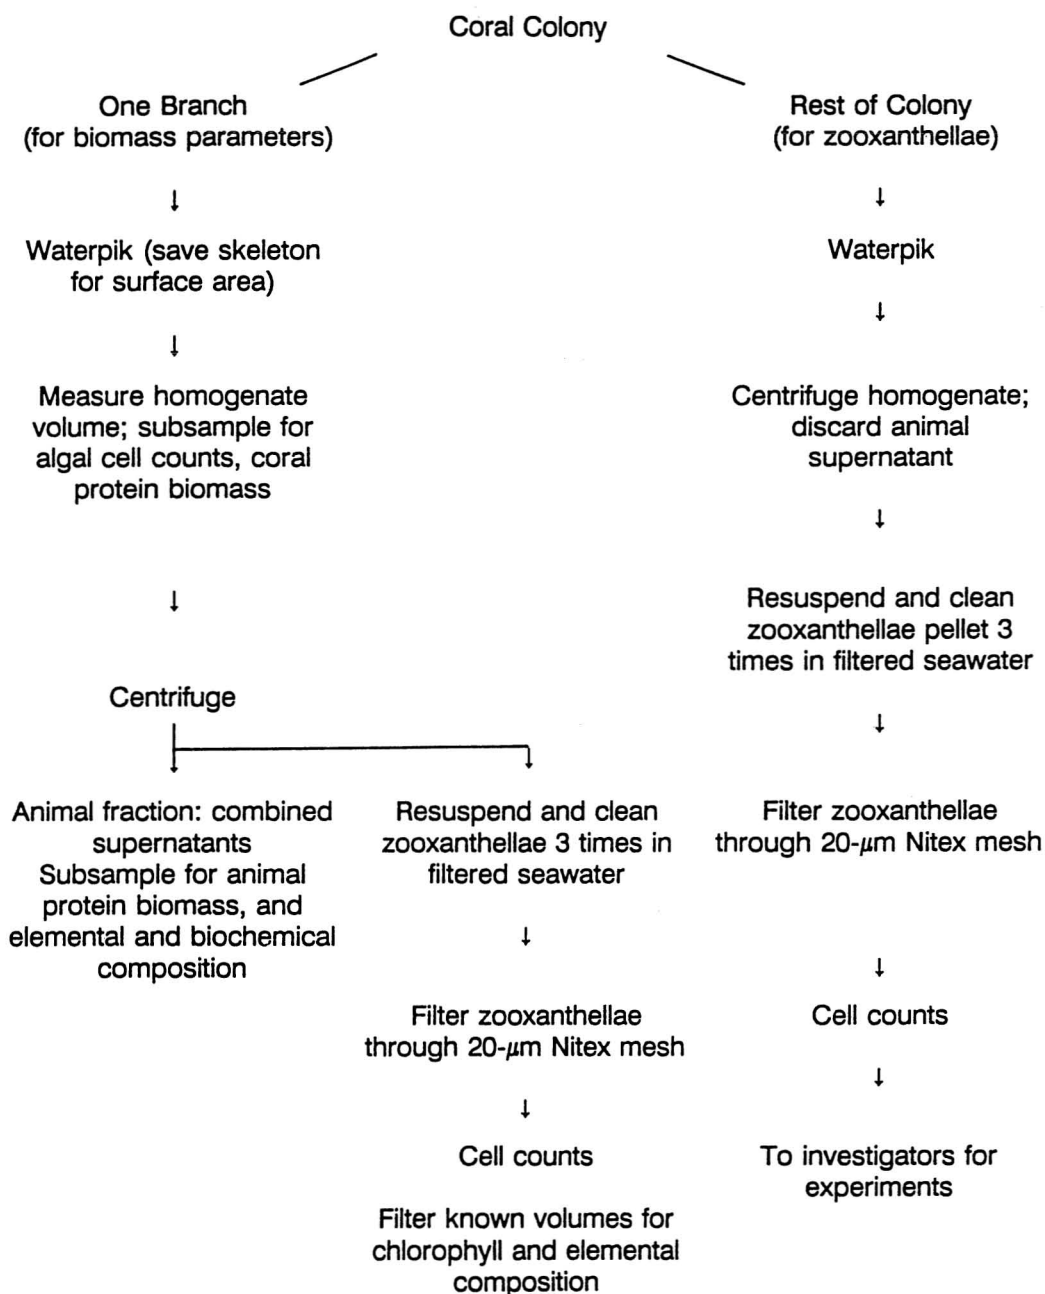 Coral Colony
One Branch
(for biomass parameters)
Rest of Colony
(for zooxanthellae)
Waterpik (save skeleton
for surface area)
Waterpik
Measure homogenate
volume; subsample for
algal cell counts, coral
protein biomass
Centrifuge homogenate;
discard animal
supernatant
Resuspend and clean
zooxanthellae pellet 3
times in filtered seawater
Centrifuge
Animal fraction: combined
supernatants
Subsample for animal
protein biomass, and
elemental and biochemical
composition
Resuspend and clean
zooxanthellae 3 times in
filtered seawater
Filter zooxanthellae
through 20-μm Nitex mesh
Filter zooxanthellae
through 20-μm Nitex mesh
Cell counts
Cell counts
To investigators for
experiments
Filter known volumes for
chlorophyll and elemental
composition